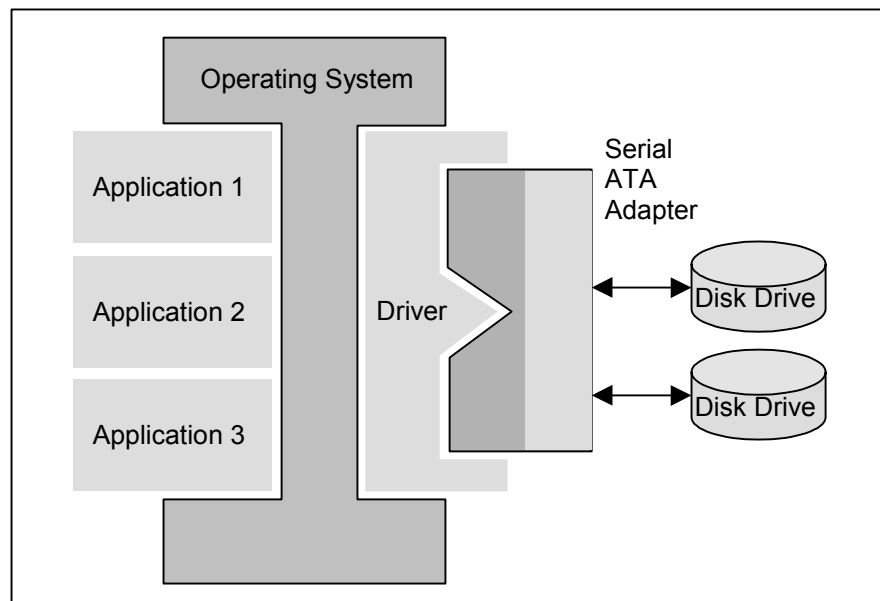 Operating System
Application 1
Application 2
Application 3
Driver
Serial
ATA
Adapter
Disk Drive
Disk Drive